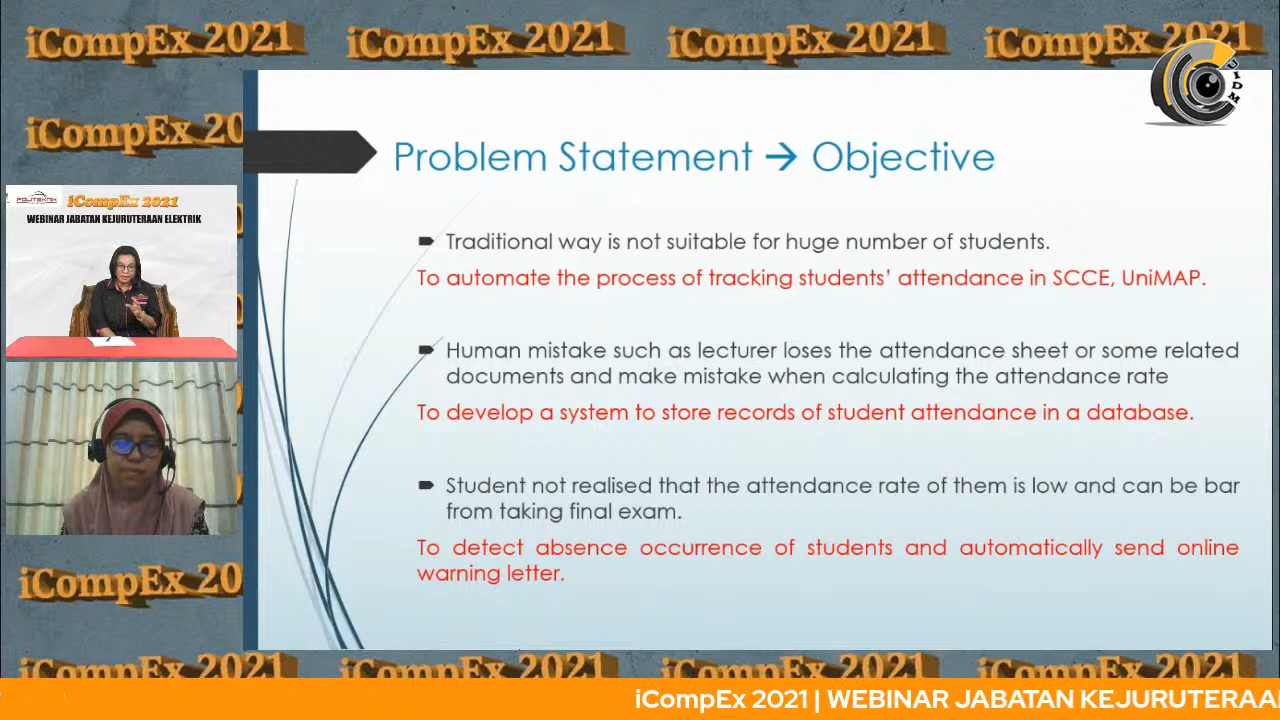 iCompEx 2021 iCompEx 2021 iCompEx 2021 iCompEx 2021
UIDM
iCompEx 20
Problem Statement → Objective
POLITEKNIK
iCompEx 2021
WEBINAR JABATAN KEJURUTERAAN ELEKTRIK
Traditional way is not suitable for huge number of students.
To automate the process of tracking students' attendance in SCCE, UniMAP.
Human mistake such as lecturer loses the attendance sheet or some related
documents and make mistake when calculating the attendance rate
To develop a system to store records of student attendance in a database.
Student not realised that the attendance rate of them is low and can be bar
from taking final exam.
To detect absence occurrence of students and automatically send online
warning letter.
iCompEx 20
iCompEx 2021 iCompEx 2021 iCompEx 2021 iCompEx 2021
iCompEx 2021 | WEBINAR JABATAN KEJURUTERAA